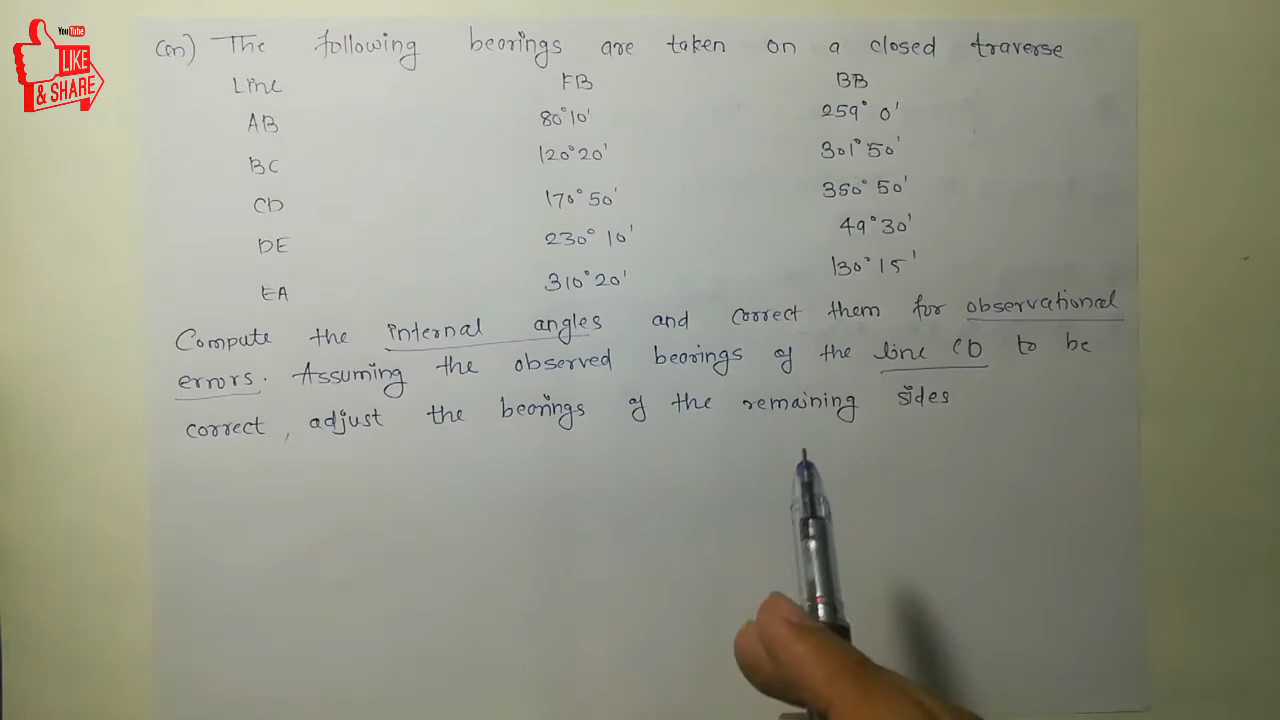 YouTube
LIKE
& SHARE
(m) The following bearings are taken on a closed traverse
Line FB BB
AB 80°10' 259° 0'
BC 120°20' 301°50'
CD 170°50' 350°50'
DE 230° 10' 49°30'
EA 310°20' 130°15'
Compute the internal angles and correct them for observational
errors. Assuming the observed bearings of the line CD to be
correct, adjust the bearings of the remaining sides